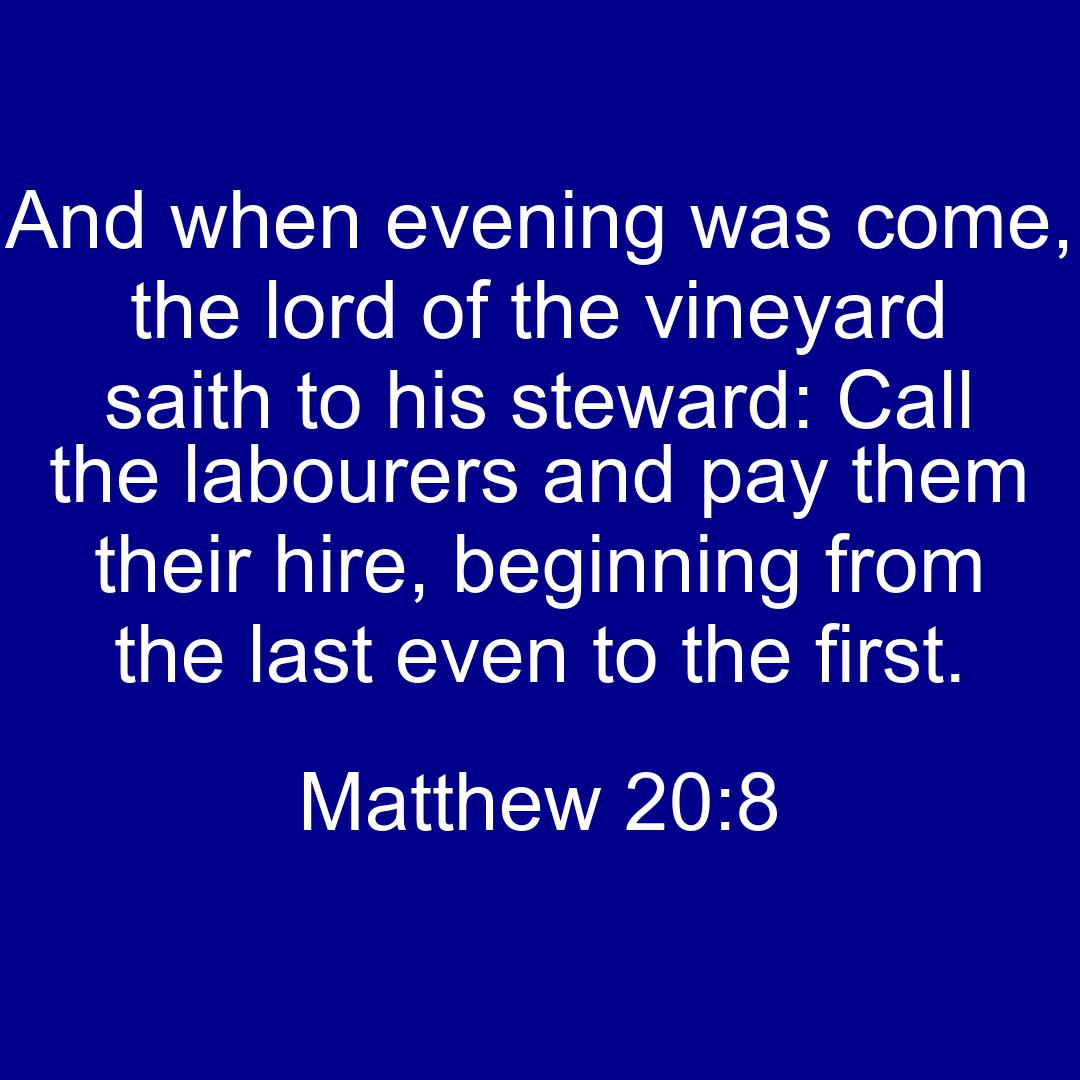 And when evening was come,
the lord of the vineyard
saith to his steward: Call
the labourers and pay them
their hire, beginning from
the last even to the first.
Matthew 20:8